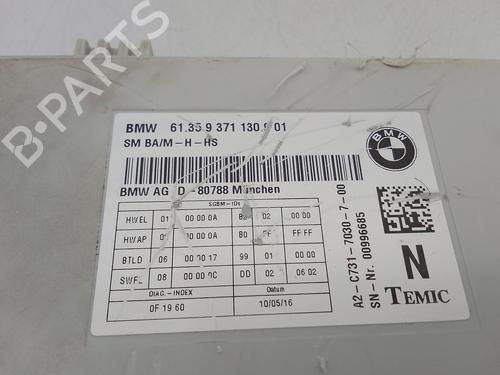 B-PARTS
BMW 61.35 9 371 130.9 01
SM BA/M-H-HS
BMW AG D-80788 München
SGBM-IDs
HWEL 01 00 00 0A 02 00 00
HWAP 00 00 0A B0 FF FF FF
BTLD 06 00 00 17 99 01 00 00
SWFL 08 00 00 0C DD 02 06 02
DIAG.-INDEX Datum
0F 19 60 10/05/16
BMW
A2-C731-7030-7-00
SN-Nr. 00996685
N
TEMIC